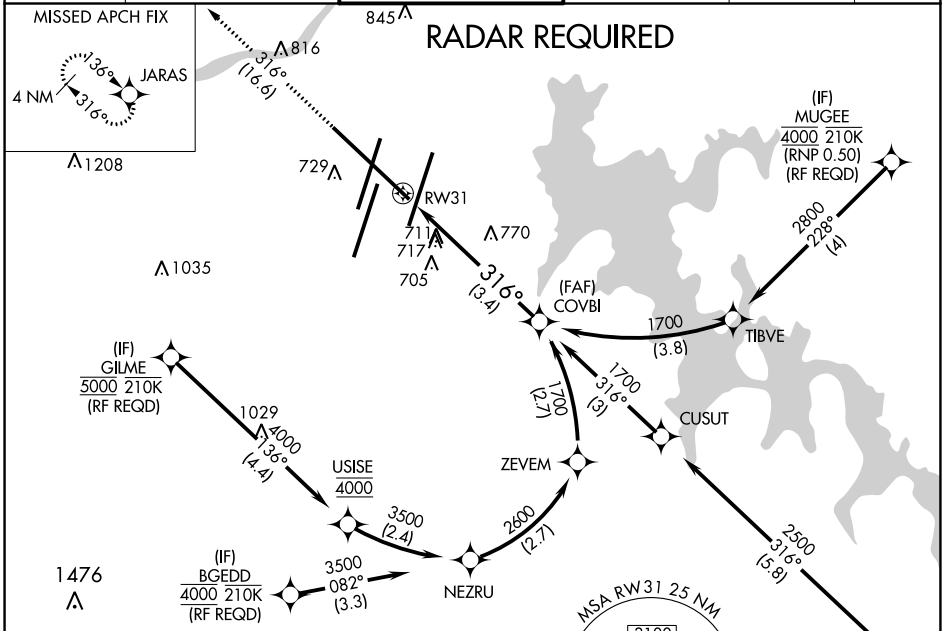 MISSED APCH FIX
136°
JARAS
4 NM
316°
845
RADAR REQUIRED
816
316°
(16.6)
(IF)
MUGEE
4000 210K
(RNP 0.50)
(RF REQD)
1208
729
RW31
2800
228°
(4)
711
717
705
770
1035
316°
(3.4)
(FAF)
COVBI
1700
(3.8)
TIBVE
(IF)
GILME
5000 210K
(RF REQD)
1700
(2.7)
1700
316°
(3)
CUSUT
1029
4000
136°
(4.4)
ZEVEM
USISE
4000
3500
(2.4)
2600
(2.7)
2500
316°
(5.8)
(IF)
BGEDD
4000 210K
(RF REQD)
3500
082°
(3.3)
NEZRU
1476
MSA RW31 25 NM